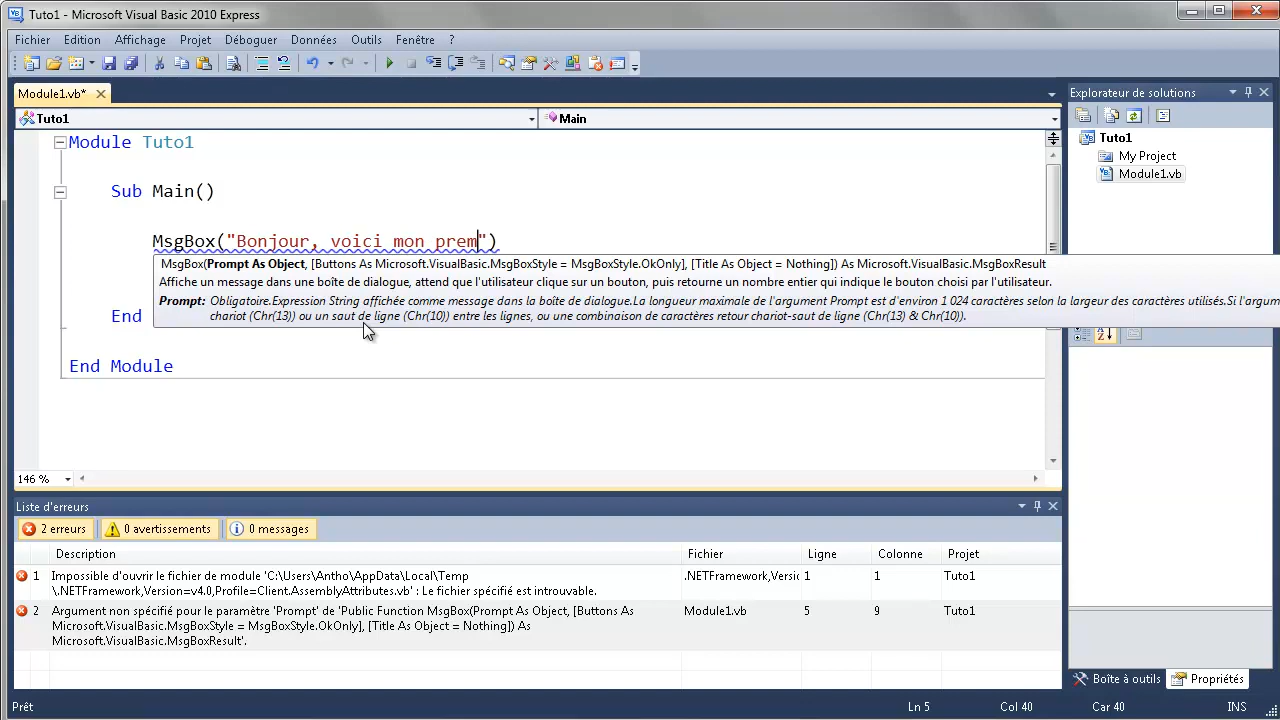 Tuto1 - Microsoft Visual Basic 2010 Express
Fichier Edition Affichage Projet Déboguer Données Outils Fenêtre ?
Module1.vb*
Explorateur de solutions
Tuto1 Main
Tuto1
My Project
Module1.vb
Module Tuto1
Sub Main()
MsgBox("Bonjour, voici mon prem")
MsgBox(Prompt As Object, [Buttons As Microsoft.VisualBasic.MsgBoxStyle = MsgBoxStyle.OkOnly], [Title As Object = Nothing]) As Microsoft.VisualBasic.MsgBoxResult
Affiche un message dans une boîte de dialogue, attend que l'utilisateur clique sur un bouton, puis retourne un nombre entier qui indique le bouton choisi par l'utilisateur.
Prompt: Obligatoire.Expression String affichée comme message dans la boîte de dialogue.La longueur maximale de l'argument Prompt est d'environ 1 024 caractères selon la largeur des caractères utilisés.Si l'argum
chariot (Chr(13)) ou un saut de ligne (Chr(10)) entre les lignes, ou une combinaison de caractères retour chariot-saut de ligne (Chr(13) & Chr(10)).
End
End Module
146 %
Liste d'erreurs
2 erreurs 0 avertissements 0 messages
Description Fichier Ligne Colonne Projet
1 Impossible d'ouvrir le fichier de module 'C:\Users\Antho\AppData\Local\Temp .NETFramework,Versic 1 1 Tuto1
\.NETFramework,Version=v4.0,Profile=Client.AssemblyAttributes.vb' : Le fichier spécifié est introuvable.
2 Argument non spécifié pour le paramètre 'Prompt' de 'Public Function MsgBox(Prompt As Object, [Buttons As Module1.vb 5 9 Tuto1
Microsoft.VisualBasic.MsgBoxStyle = MsgBoxStyle.OkOnly], [Title As Object = Nothing]) As
Microsoft.VisualBasic.MsgBoxResult'.
Boîte à outils Propriétés
Prêt Ln 5 Col 40 Car 40 INS